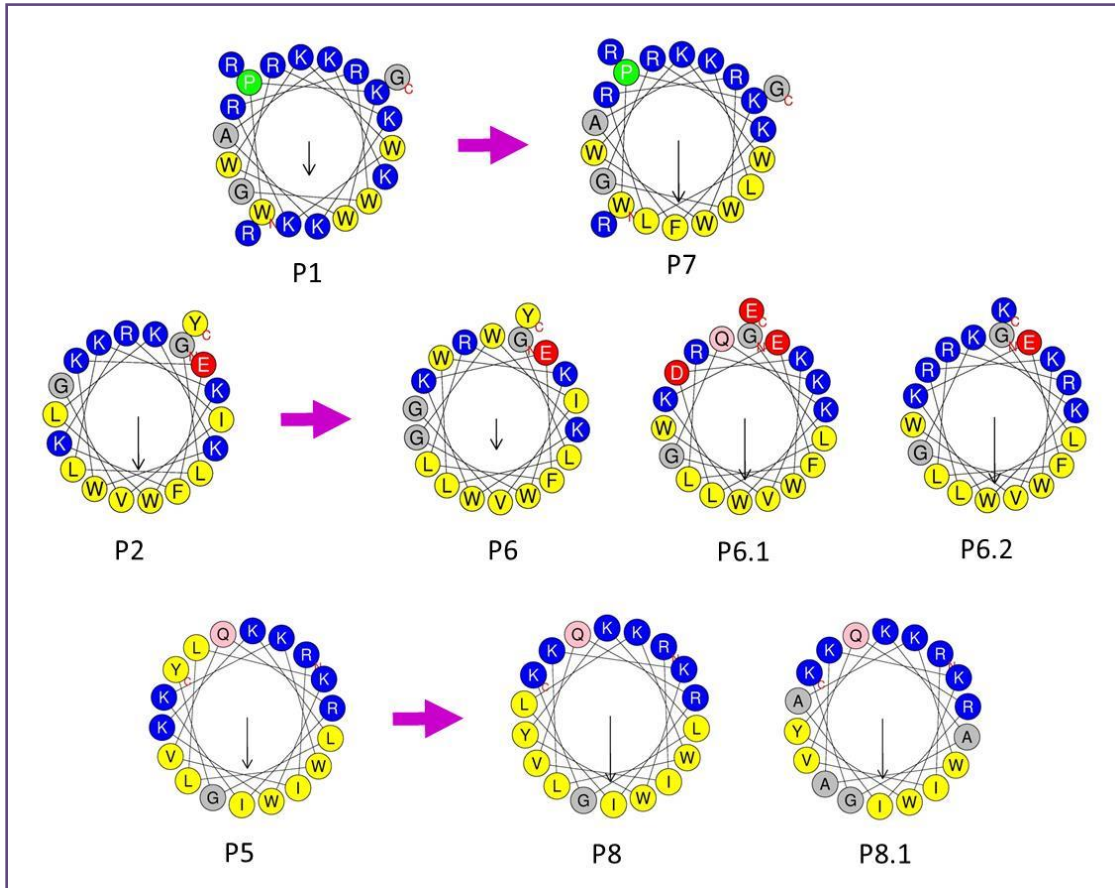 R P R K K R K G C K W K W W K K N W R G W A R
P1
R P R K K R K G C K W L W W F L N W R G W A R
P7
K K R K Y C G N E K I K L F W V W L K L G
P2
K W R W Y C G N E K I K L F W V W L L G G
P6
K D R Q E C G N E K K K L F W V W L L G W
P6.1
K R R K K C G N E K R K L F W V W L L G W
P6.2
K Y C L Q K K R N K R L W I W I G L V K
P5
K C K Q K K R N K R L W I W I G L V Y L
P8
K C K Q K K R N K R A W I W I G A V Y A
P8.1